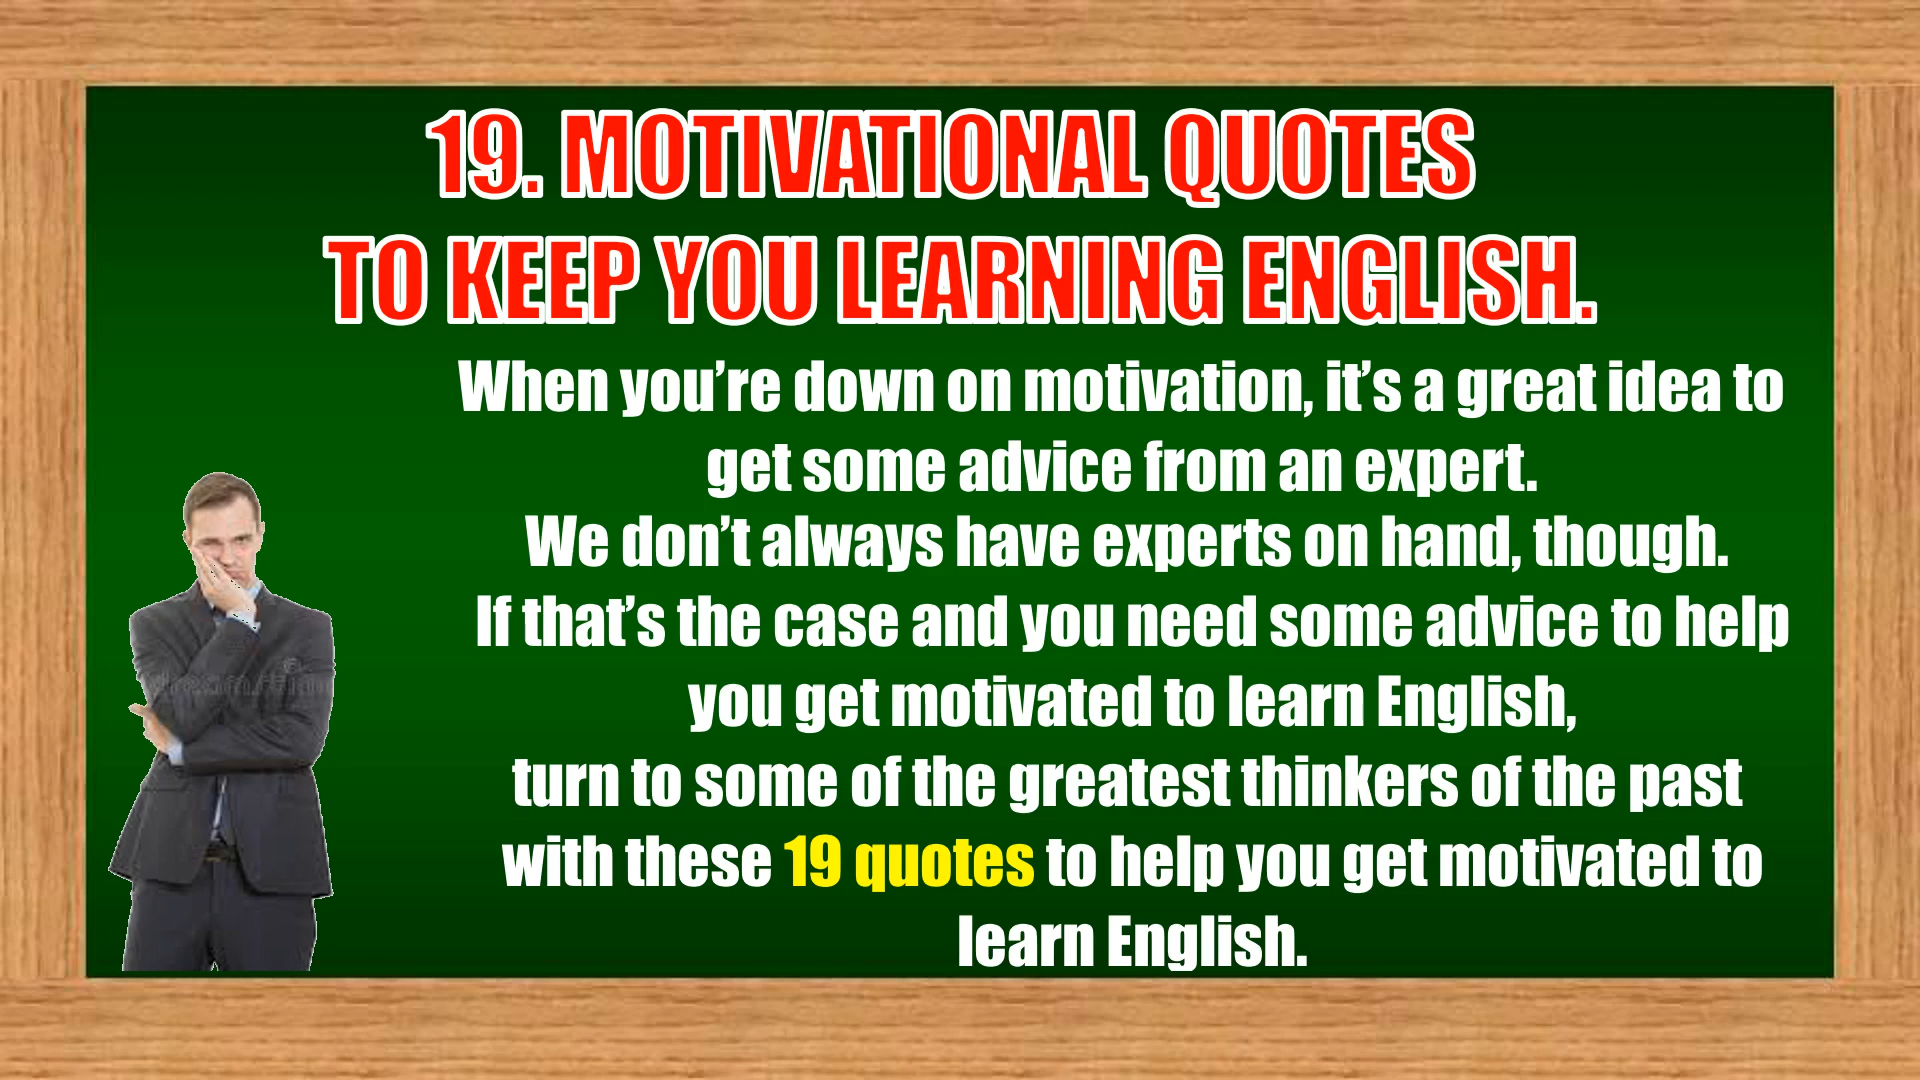 19. MOTIVATIONAL QUOTES
TO KEEP YOU LEARNING ENGLISH.
When you’re down on motivation, it’s a great idea to
get some advice from an expert.
We don’t always have experts on hand, though.
If that’s the case and you need some advice to help
you get motivated to learn English,
turn to some of the greatest thinkers of the past
with these 19 quotes to help you get motivated to
learn English.